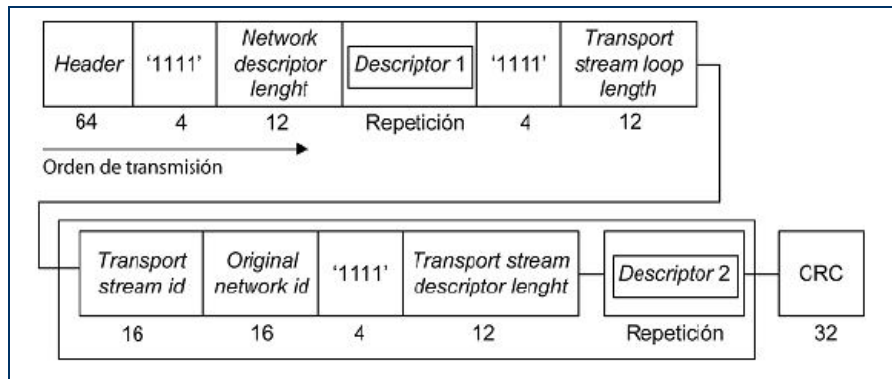 Header
'1111'
Network
descriptor
lenght
Descriptor 1
'1111'
Transport
stream loop
length
64
4
12
Repetición
4
12
Orden de transmisión
Transport
stream id
Original
network id
'1111'
Transport stream
descriptor lenght
Descriptor 2
CRC
16
16
4
12
Repetición
32